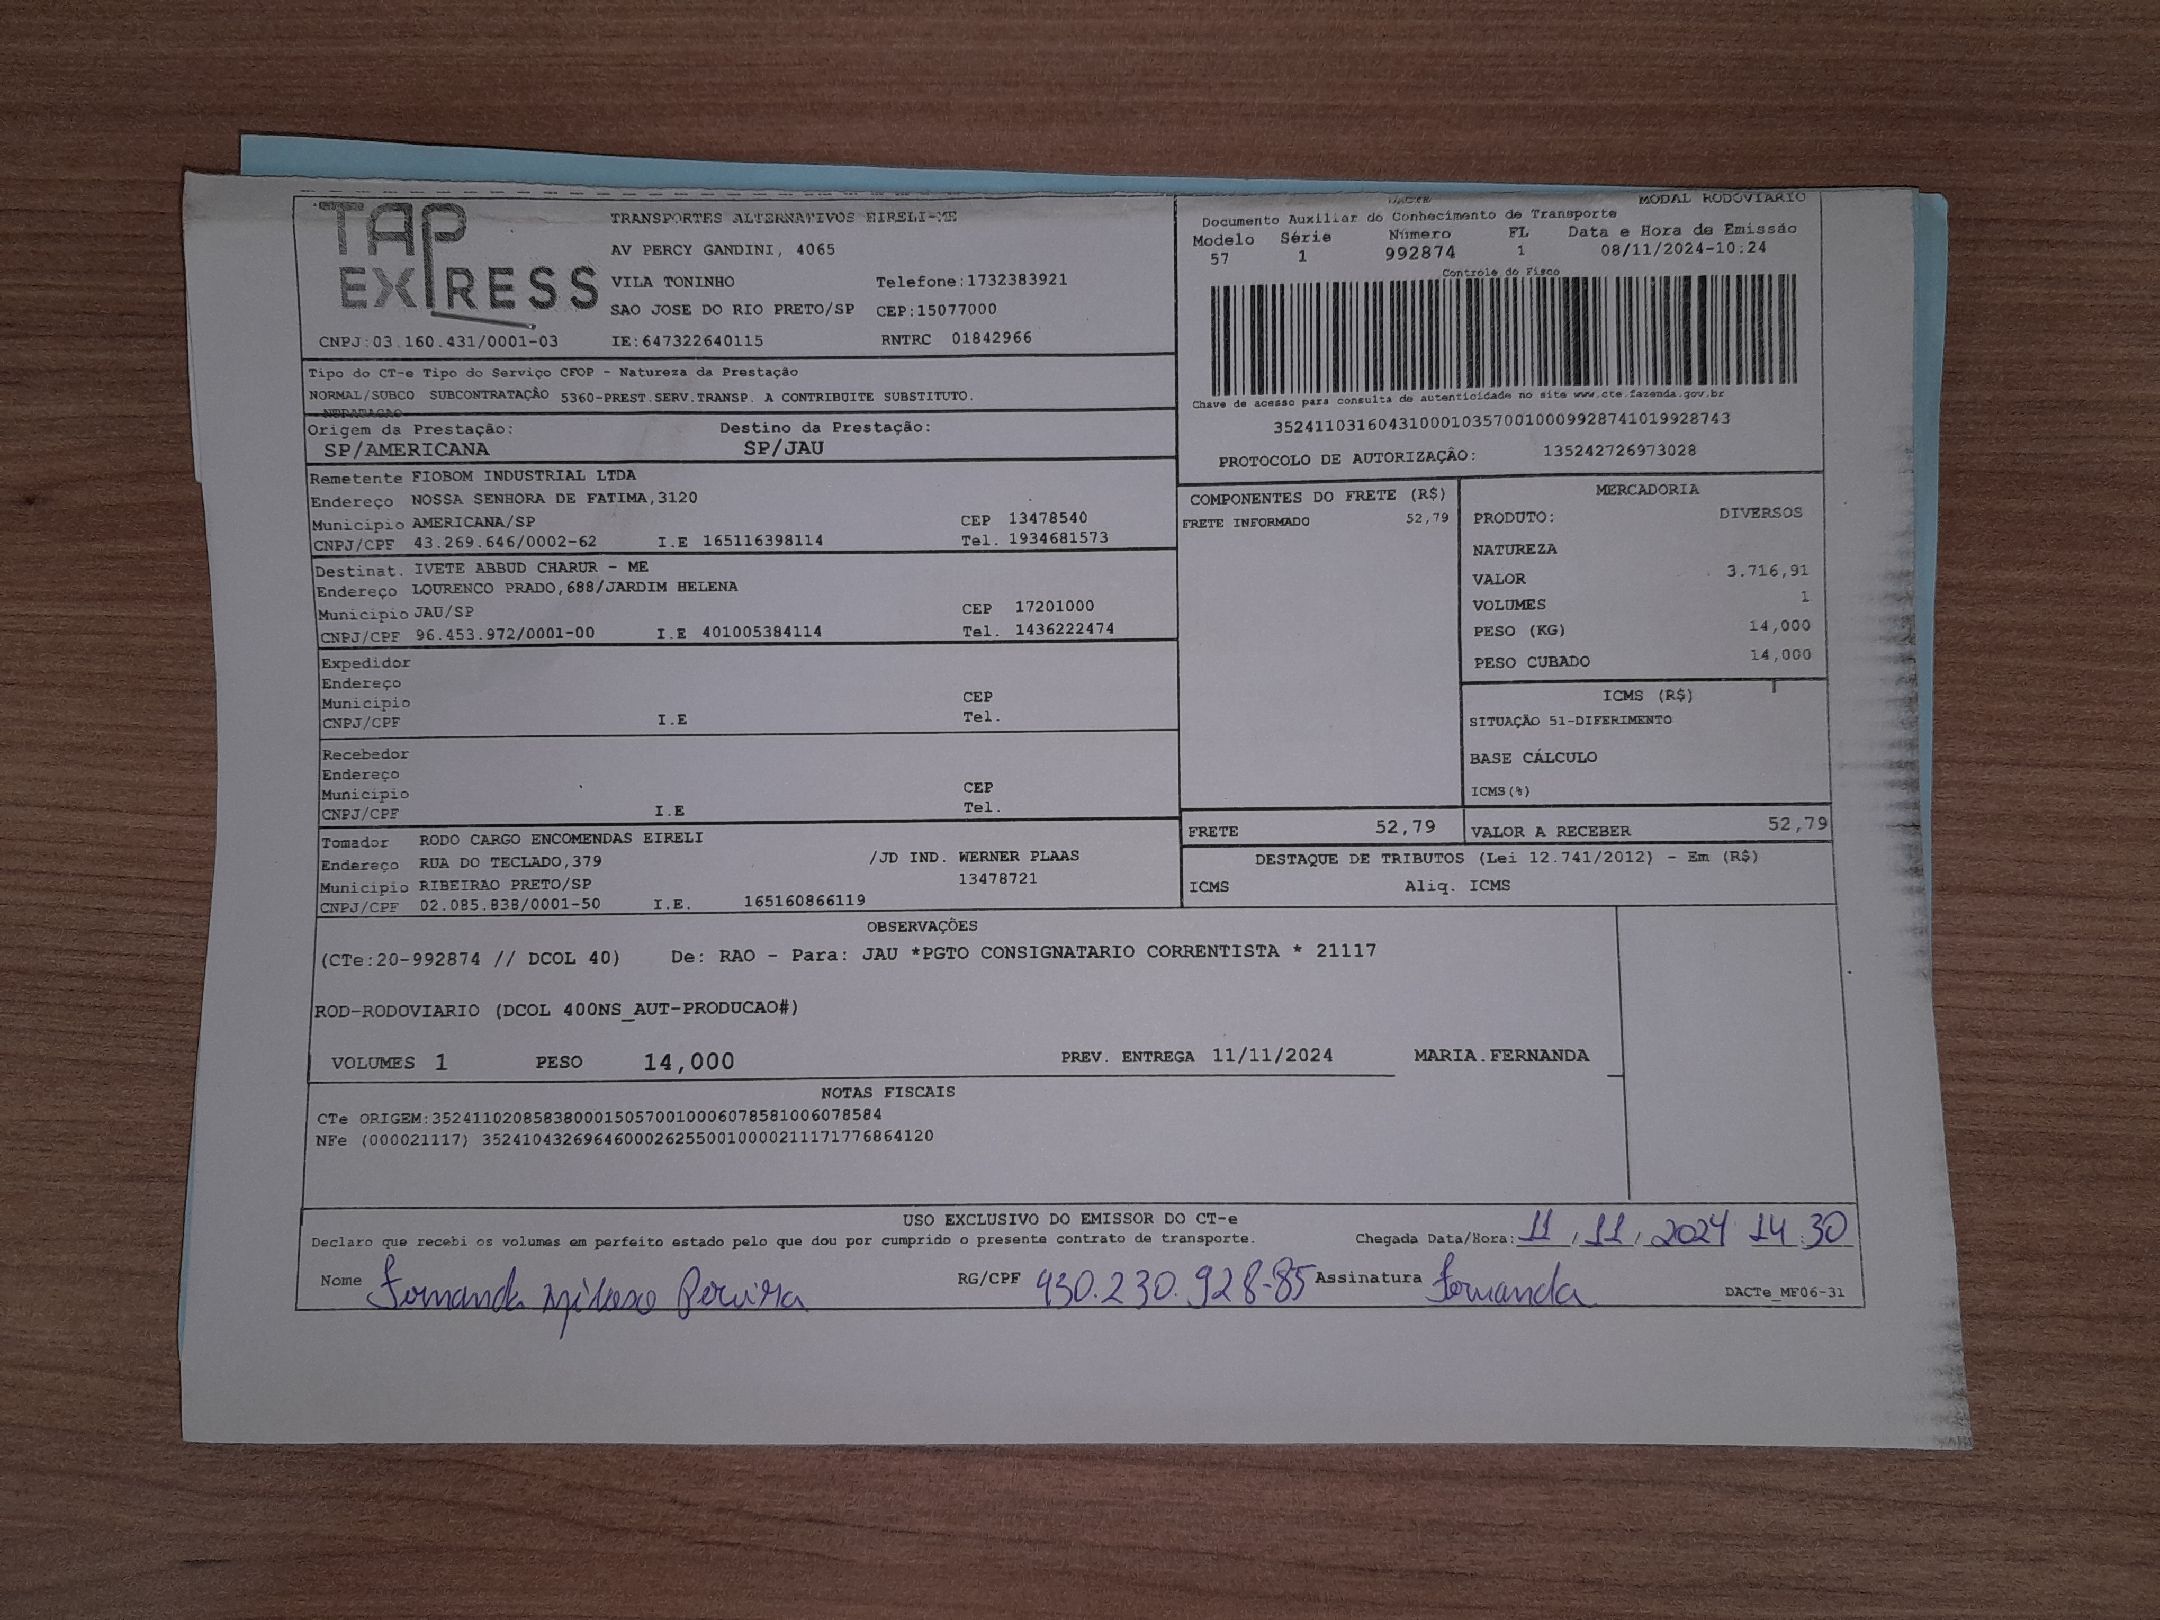 TAP EXPRESS
TRANSPORTES ALTERNATIVOS EIRELI-ME
AV PERCY GANDINI, 4065
VILA TONINHO Telefone:1732383921
SAO JOSE DO RIO PRETO/SP CEP:15077000
CNPJ:03.160.431/0001-03 IE:647322640115 RNTRC 01842966
DACTE MODAL RODOVIARIO
Documento Auxiliar do Conhecimento de Transporte
Modelo Série Número FL Data e Hora de Emissão
57 1 992874 1 08/11/2024-10:24
Controle do Fisco
Chave de acesso para consulta de autenticidade no site www.cte.fazenda.gov.br
35241103160431000103570010009928741019928743
PROTOCOLO DE AUTORIZAÇÃO: 135242726973028
Tipo do CT-e Tipo do Serviço CFOP - Natureza da Prestação
NORMAL/SUBCO SUBCONTRATAÇÃO 5360-PREST.SERV.TRANSP. A CONTRIBUITE SUBSTITUTO.
NTRATACAO
Origem da Prestação: Destino da Prestação:
SP/AMERICANA SP/JAU
Remetente FIOBOM INDUSTRIAL LTDA
Endereço NOSSA SENHORA DE FATIMA,3120
Municipio AMERICANA/SP CEP 13478540
CNPJ/CPF 43.269.646/0002-62 I.E 165116398114 Tel. 1934681573
Destinat. IVETE ABBUD CHARUR - ME
Endereço LOURENCO PRADO,688/JARDIM HELENA
Municipio JAU/SP CEP 17201000
CNPJ/CPF 96.453.972/0001-00 I.E 401005384114 Tel. 1436222474
Expedidor
Endereço
Municipio CEP
CNPJ/CPF I.E Tel.
Recebedor
Endereço
Municipio CEP
CNPJ/CPF I.E Tel.
Tomador RODO CARGO ENCOMENDAS EIRELI
Endereço RUA DO TECLADO,379 /JD IND. WERNER PLAAS
Municipio RIBEIRAO PRETO/SP 13478721
CNPJ/CPF 02.085.838/0001-50 I.E. 165160866119
COMPONENTES DO FRETE (R$)
FRETE INFORMADO 52,79
MERCADORIA
PRODUTO: DIVERSOS
NATUREZA
VALOR 3.716,91
VOLUMES 1
PESO (KG) 14,000
PESO CUBADO 14,000
ICMS (R$)
SITUAÇÃO 51-DIFERIMENTO
BASE CÁLCULO
ICMS(%)
FRETE 52,79 VALOR A RECEBER 52,79
DESTAQUE DE TRIBUTOS (Lei 12.741/2012) - Em (R$)
ICMS Aliq. ICMS
OBSERVAÇÕES
(CTe:20-992874 // DCOL 40) De: RAO - Para: JAU *PGTO CONSIGNATARIO CORRENTISTA * 21117
ROD-RODOVIARIO (DCOL 400NS_AUT-PRODUCAO#)
VOLUMES 1 PESO 14,000 PREV. ENTREGA 11/11/2024 MARIA.FERNANDA
NOTAS FISCAIS
CTe ORIGEM:35241102085838000150570010006078581006078584
NFe (000021117) 35241043269646000262550010000211171776864120
USO EXCLUSIVO DO EMISSOR DO CT-e
Declaro que recebi os volumes em perfeito estado pelo que dou por cumprido o presente contrato de transporte. Chegada Data/Hora: 11/11/2024 14:30
Nome Fernanda Pereira RG/CPF 430.230.928-85 Assinatura Fernanda
DACTe_MF06-31